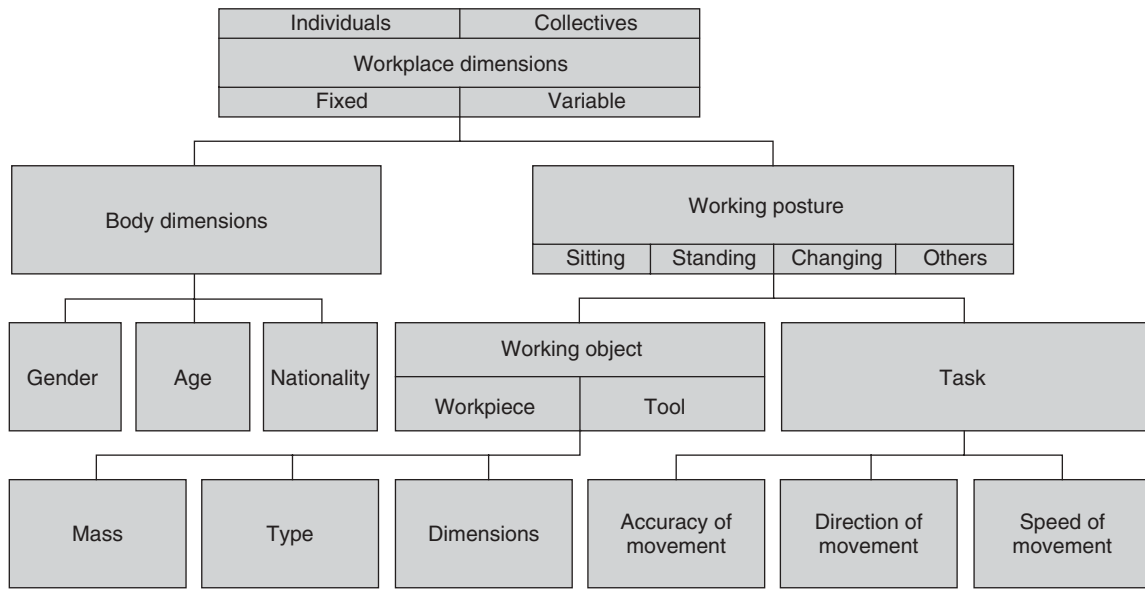 Individuals Collectives
Workplace dimensions
Fixed Variable
Body dimensions
Working posture
Sitting Standing Changing Others
Gender
Age
Nationality
Working object
Workpiece Tool
Task
Mass
Type
Dimensions
Accuracy of
movement
Direction of
movement
Speed of
movement